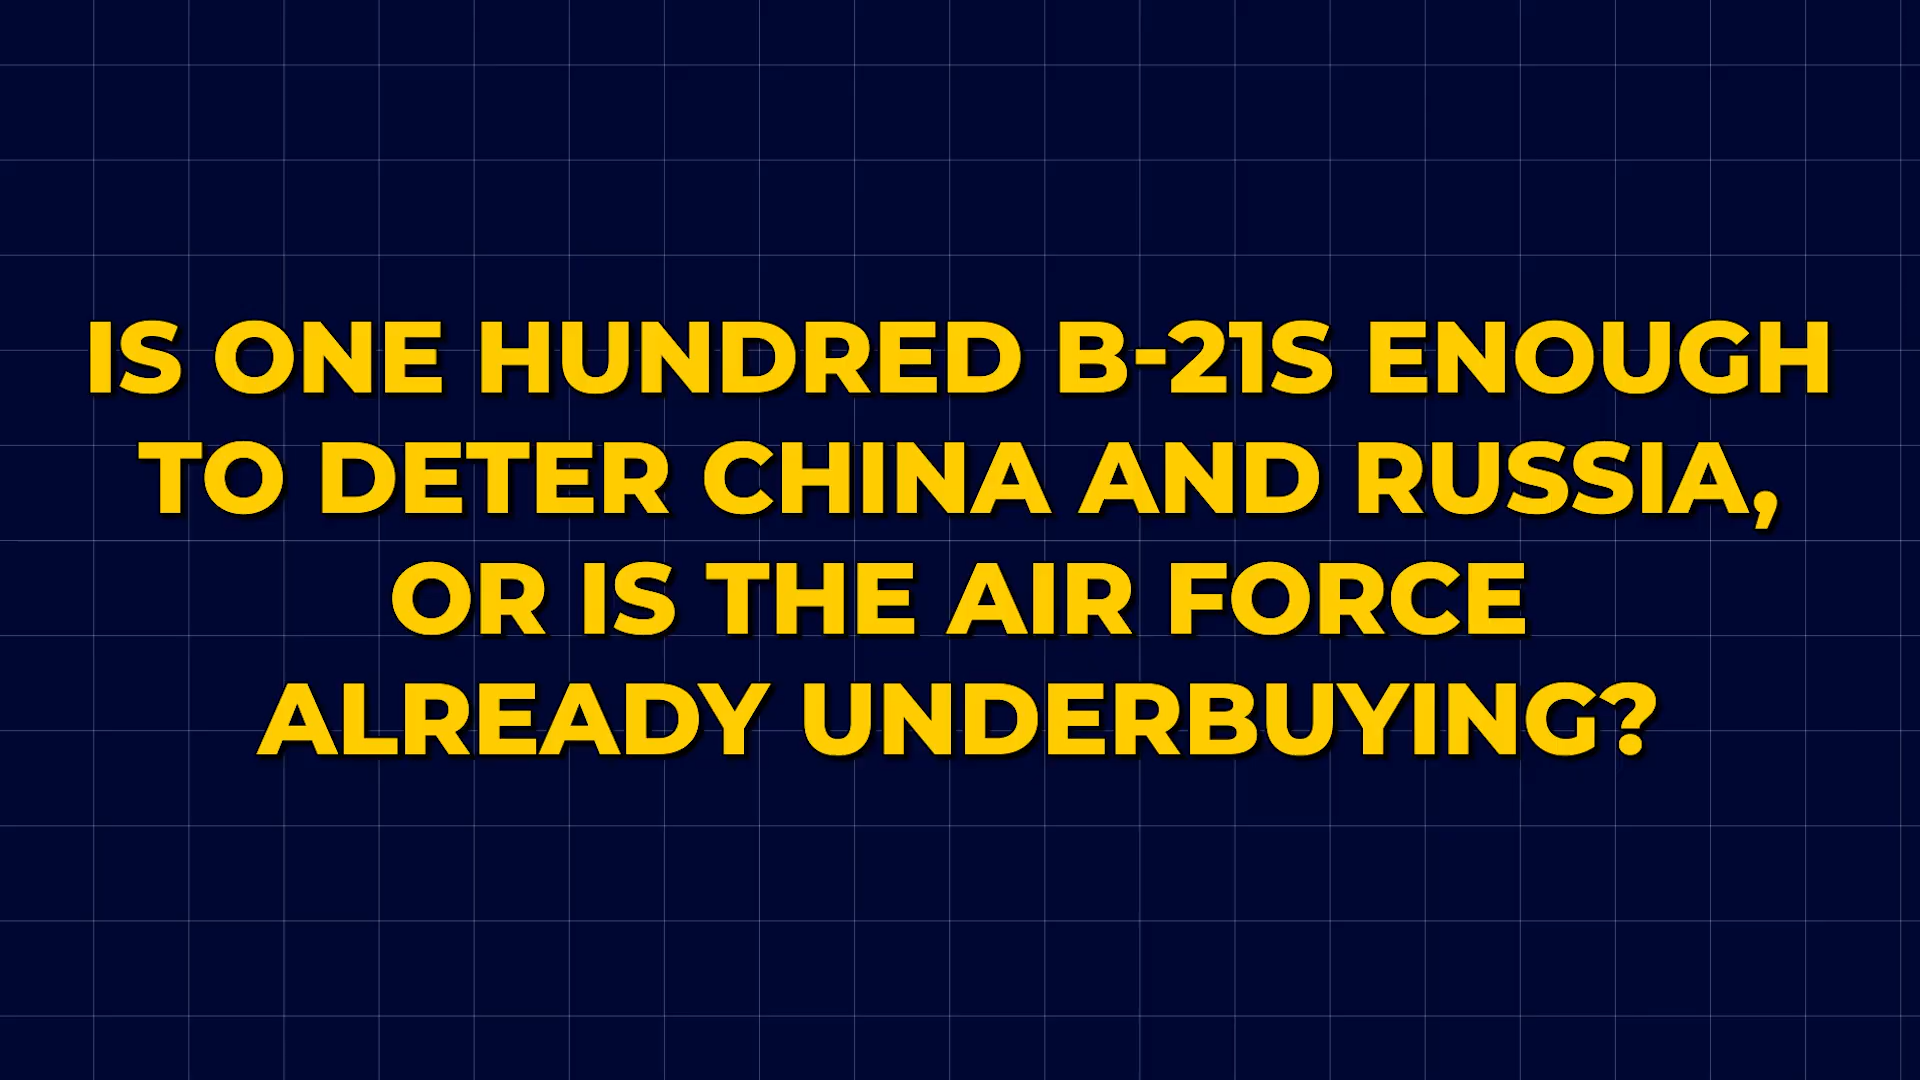 IS ONE HUNDRED B-21S ENOUGH
TO DETER CHINA AND RUSSIA,
OR IS THE AIR FORCE
ALREADY UNDERBUYING?